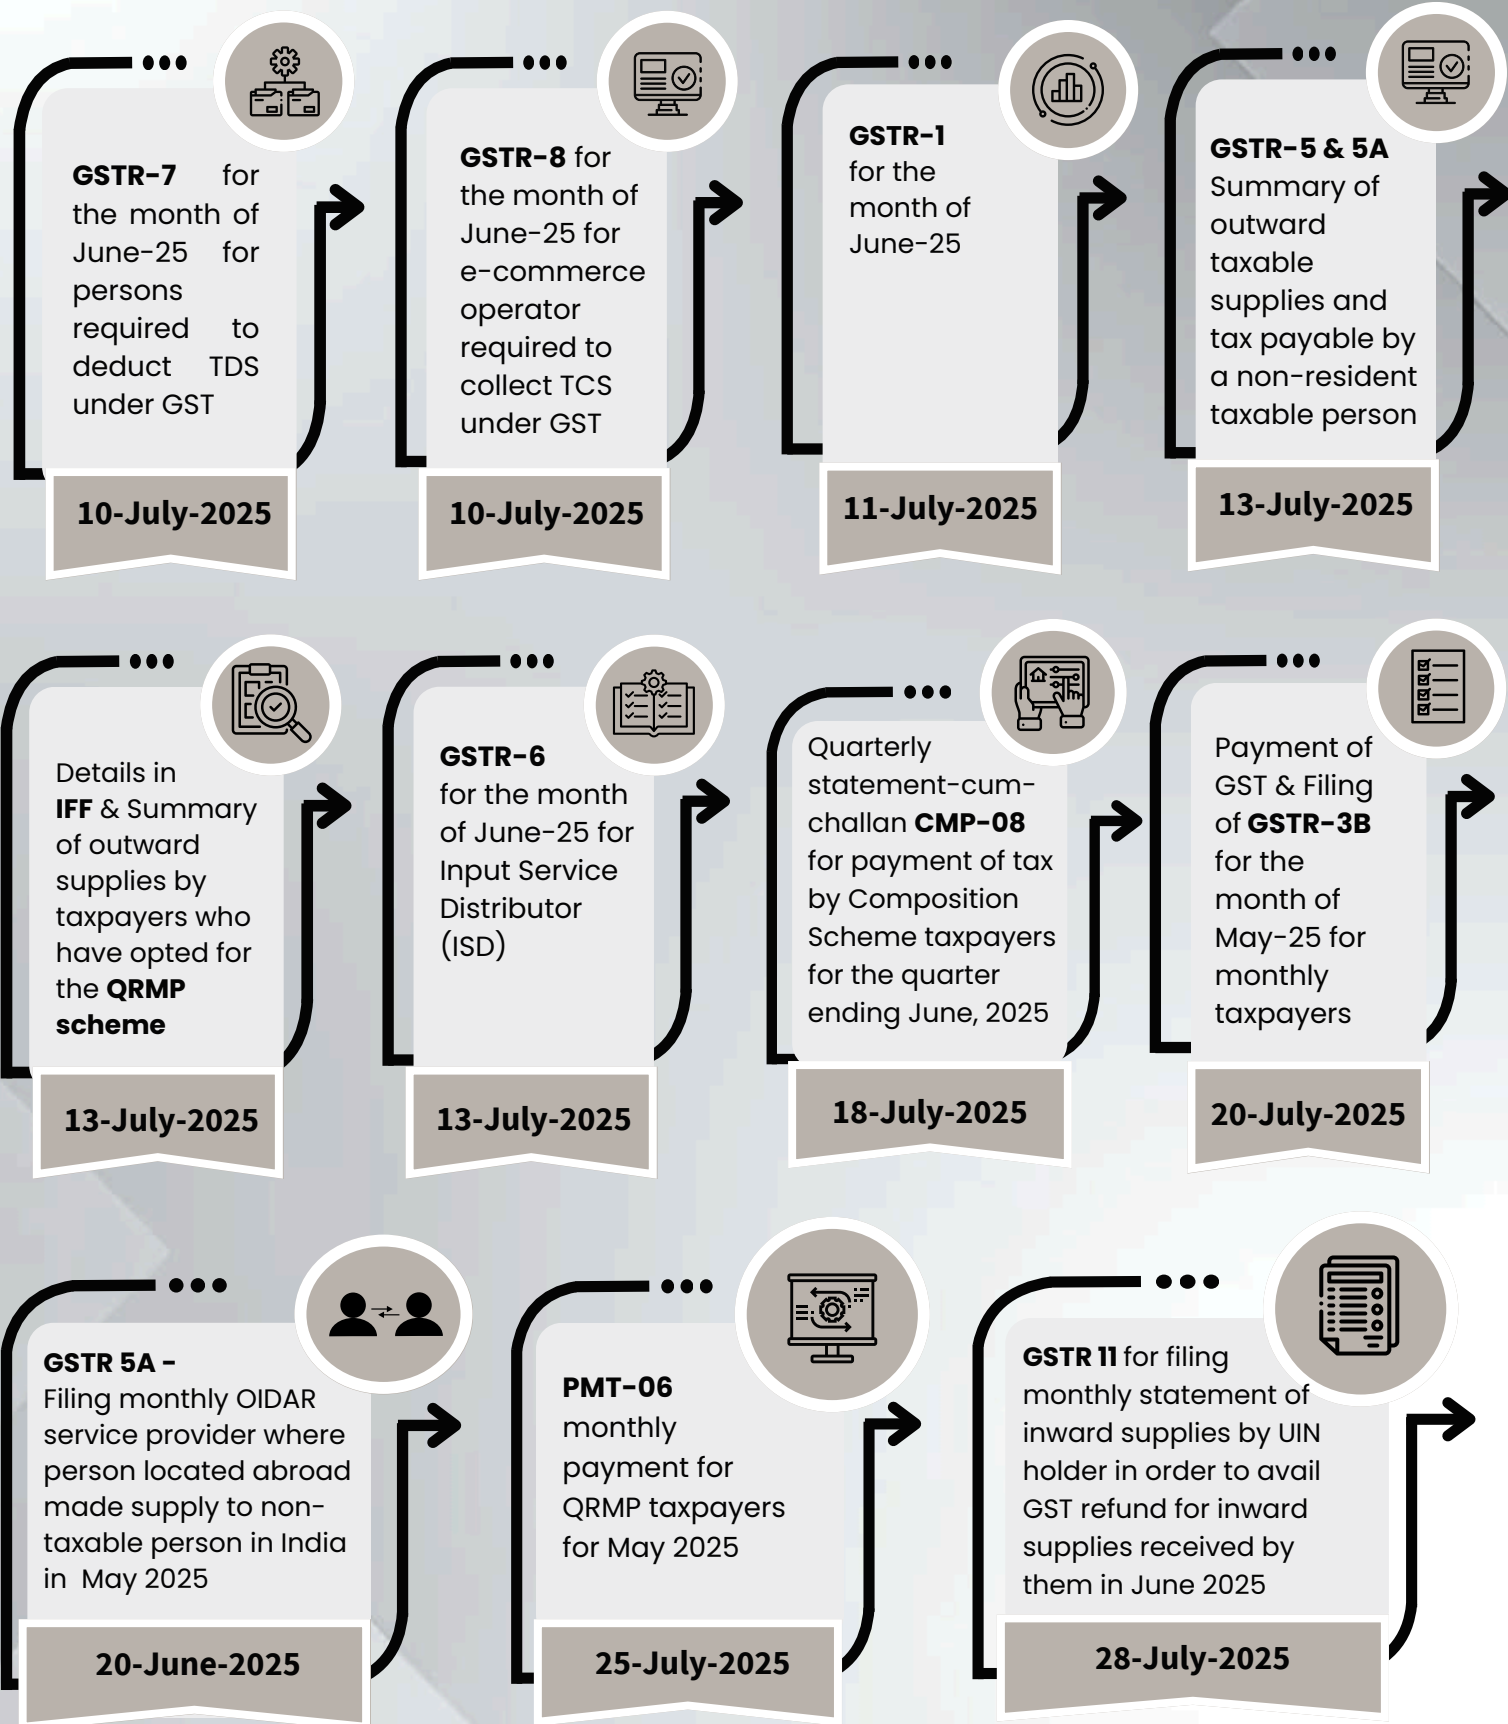 GSTR-7 for
the month of
June-25 for
persons
required to
deduct TDS
under GST
10-July-2025
GSTR-8 for
the month of
June-25 for
e-commerce
operator
required to
collect TCS
under GST
10-July-2025
GSTR-1
for the
month of
June-25
11-July-2025
GSTR-5 & 5A
Summary of
outward
taxable
supplies and
tax payable by
a non-resident
taxable person
13-July-2025
Details in
IFF & Summary
of outward
supplies by
taxpayers who
have opted for
the QRMP
scheme
13-July-2025
GSTR-6
for the month
of June-25 for
Input Service
Distributor
(ISD)
13-July-2025
Quarterly
statement-cum-
challan CMP-08
for payment of tax
by Composition
Scheme taxpayers
for the quarter
ending June, 2025
18-July-2025
Payment of
GST & Filing
of GSTR-3B
for the
month of
May-25 for
monthly
taxpayers
20-July-2025
GSTR 5A -
Filing monthly OIDAR
service provider where
person located abroad
made supply to non-
taxable person in India
in May 2025
20-June-2025
PMT-06
monthly
payment for
QRMP taxpayers
for May 2025
25-July-2025
GSTR 11 for filing
monthly statement of
inward supplies by UIN
holder in order to avail
GST refund for inward
supplies received by
them in June 2025
28-July-2025